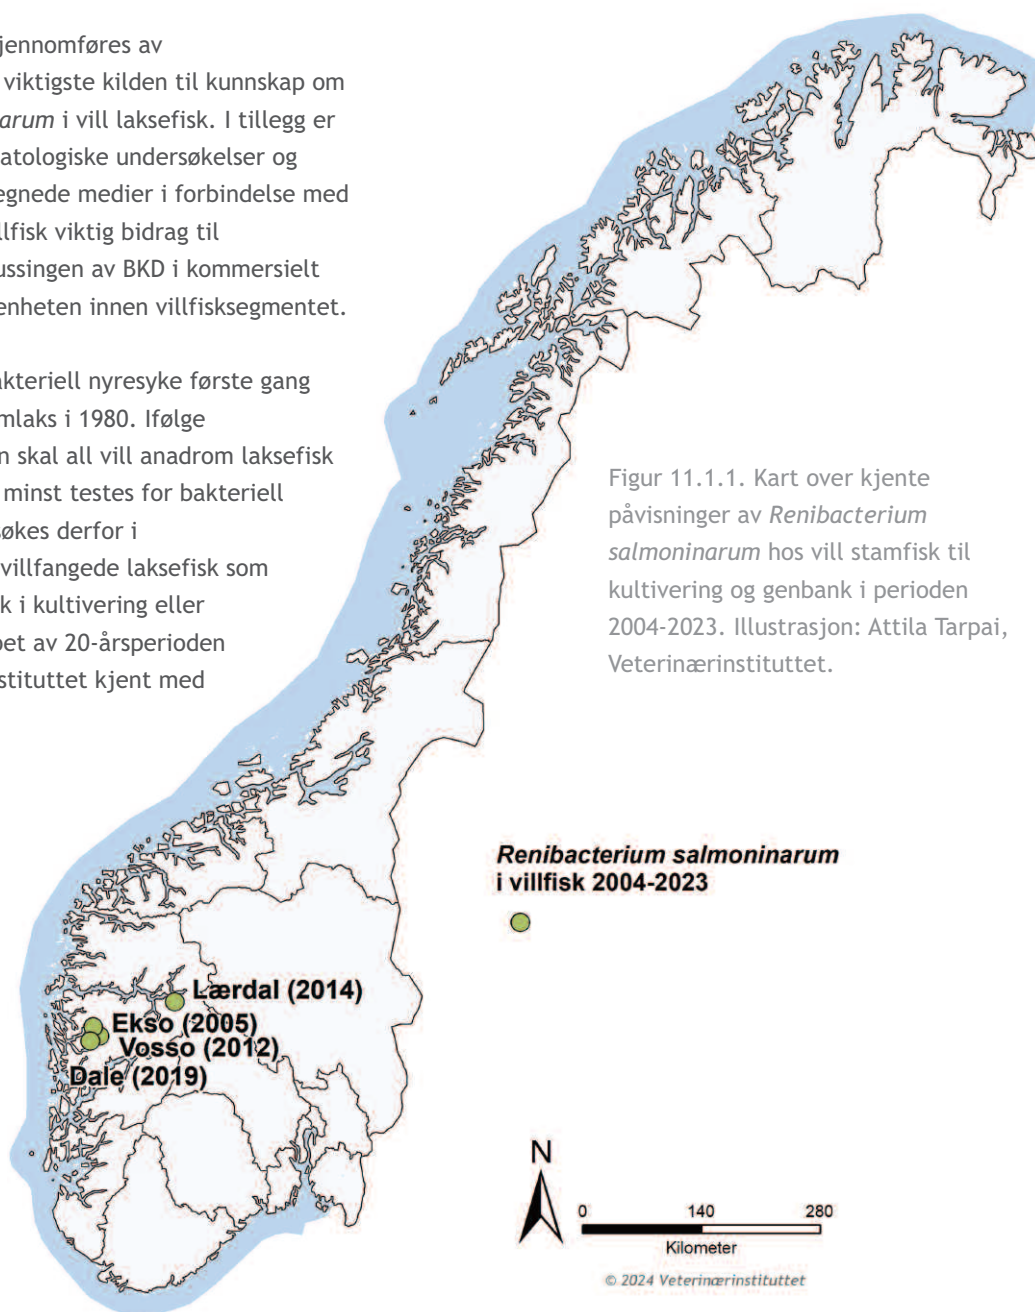 jennomføres av
viktigste kilden til kunnskap om
arum i vill laksefisk. I tillegg er
atologiske undersøkelser og
egnede medier i forbindelse med
llfisk viktig bidrag til
ussingen av BKD i kommersielt
enheten innen villfisksegmentet.
akteriell nyresyke første gang
mlaks i 1980. Ifølge
n skal all vill anadrom laksefisk
minst testes for bakteriell
søkes derfor i
villfangede laksefisk som
k i kultivering eller
pet av 20-årsperioden
stituttet kjent med
Figur 11.1.1. Kart over kjente
påvisninger av Renibacterium
salmoninarum hos vill stamfisk til
kultivering og genbank i perioden
2004-2023. Illustrasjon: Attila Tarpai,
Veterinærinstituttet.
Renibacterium salmoninarum
i villfisk 2004-2023
Lærdal (2014)
Ekso (2005)
Vosso (2012)
Dale (2019)
N
0 140 280
Kilometer
© 2024 Veterinærinstituttet